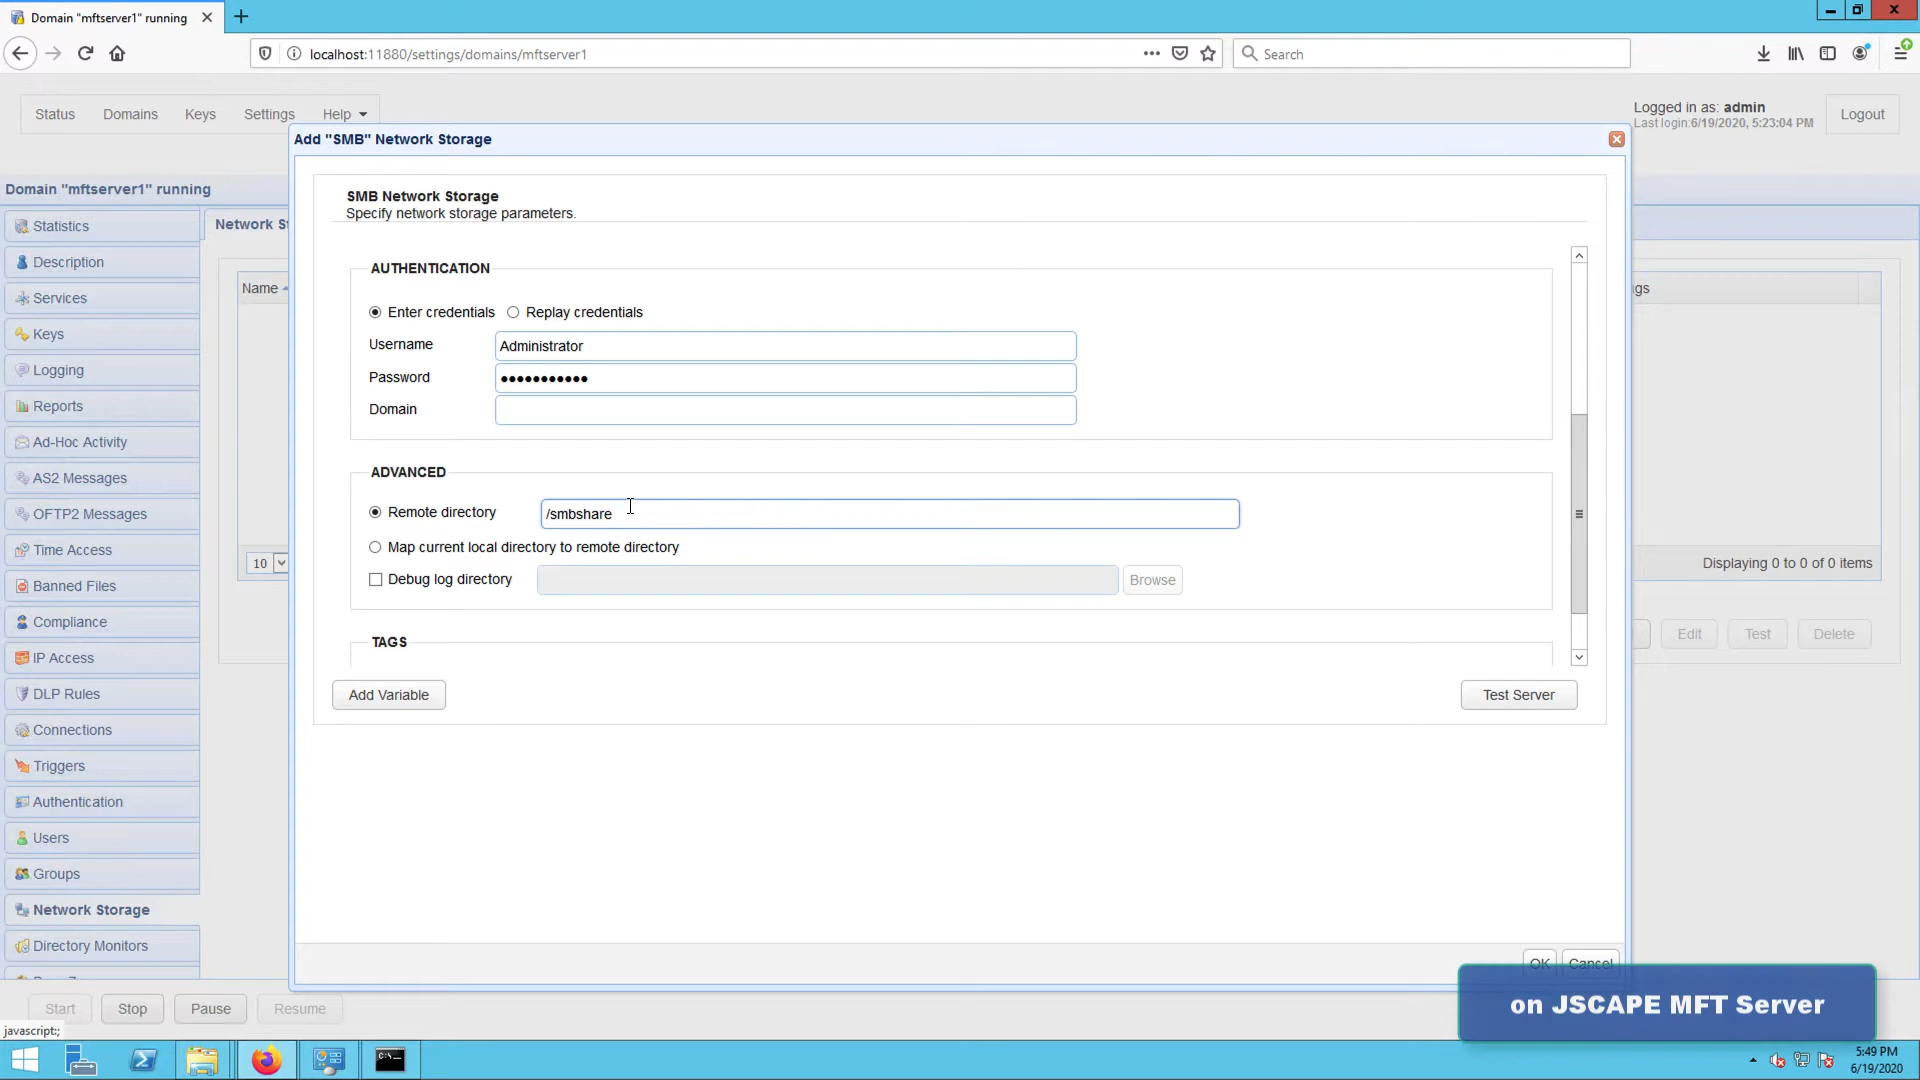 Domain "mftserver1" running
localhost:11880/settings/domains/mftserver1
Search
Status Domains Keys Settings Help
Logged in as: admin
Last login:6/19/2020, 5:23:04 PM
Logout
Add "SMB" Network Storage
Domain "mftserver1" running
Statistics
Description
Services
Keys
Logging
Reports
Ad-Hoc Activity
AS2 Messages
OFTP2 Messages
Time Access
Banned Files
Compliance
IP Access
DLP Rules
Connections
Triggers
Authentication
Users
Groups
Network Storage
Directory Monitors
Network S
Name
10
SMB Network Storage
Specify network storage parameters.
AUTHENTICATION
Enter credentials Replay credentials
Username Administrator
Password •••••••••••
Domain
ADVANCED
Remote directory /smbshare
Map current local directory to remote directory
Debug log directory Browse
TAGS
Add Variable Test Server
OK Cancel
gs
Displaying 0 to 0 of 0 items
Edit Test Delete
Start Stop Pause Resume
javascript:;
on JSCAPE MFT Server
5:49 PM
6/19/2020